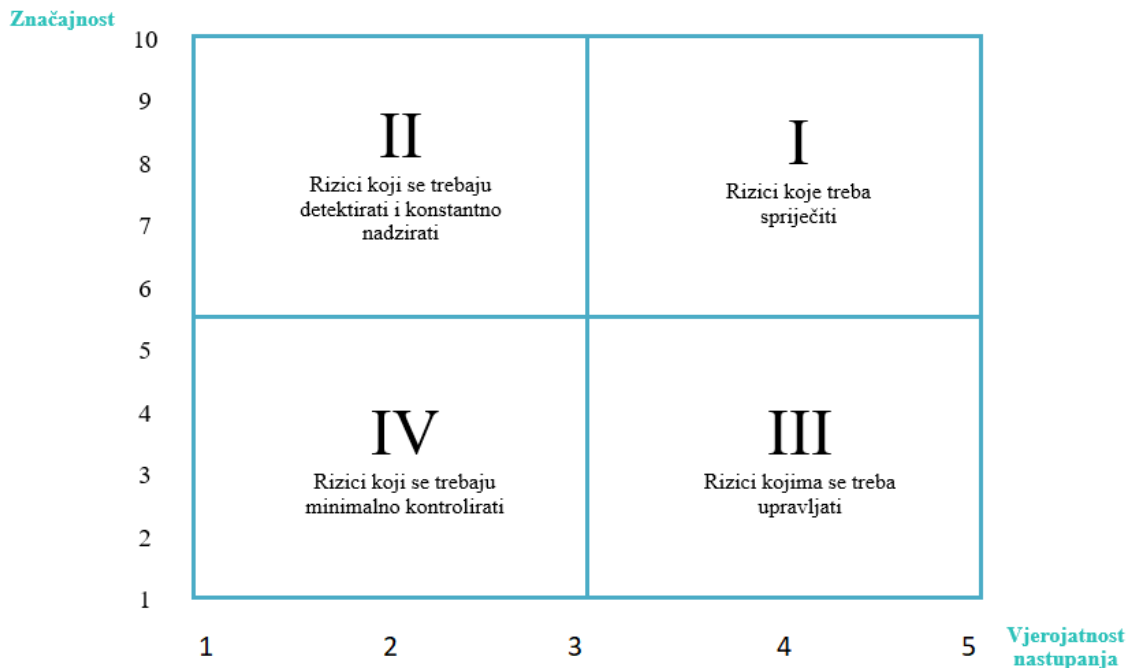 Značajnost
10
9
8
7
6
5
4
3
2
1
II
Rizici koji se trebaju
detektirati i konstantno
nadzirati
I
Rizici koje treba
spriječiti
IV
Rizici koji se trebaju
minimalno kontrolirati
III
Rizici kojima se treba
upravljati
1 2 3 4 5
Vjerojatnost
nastupanja